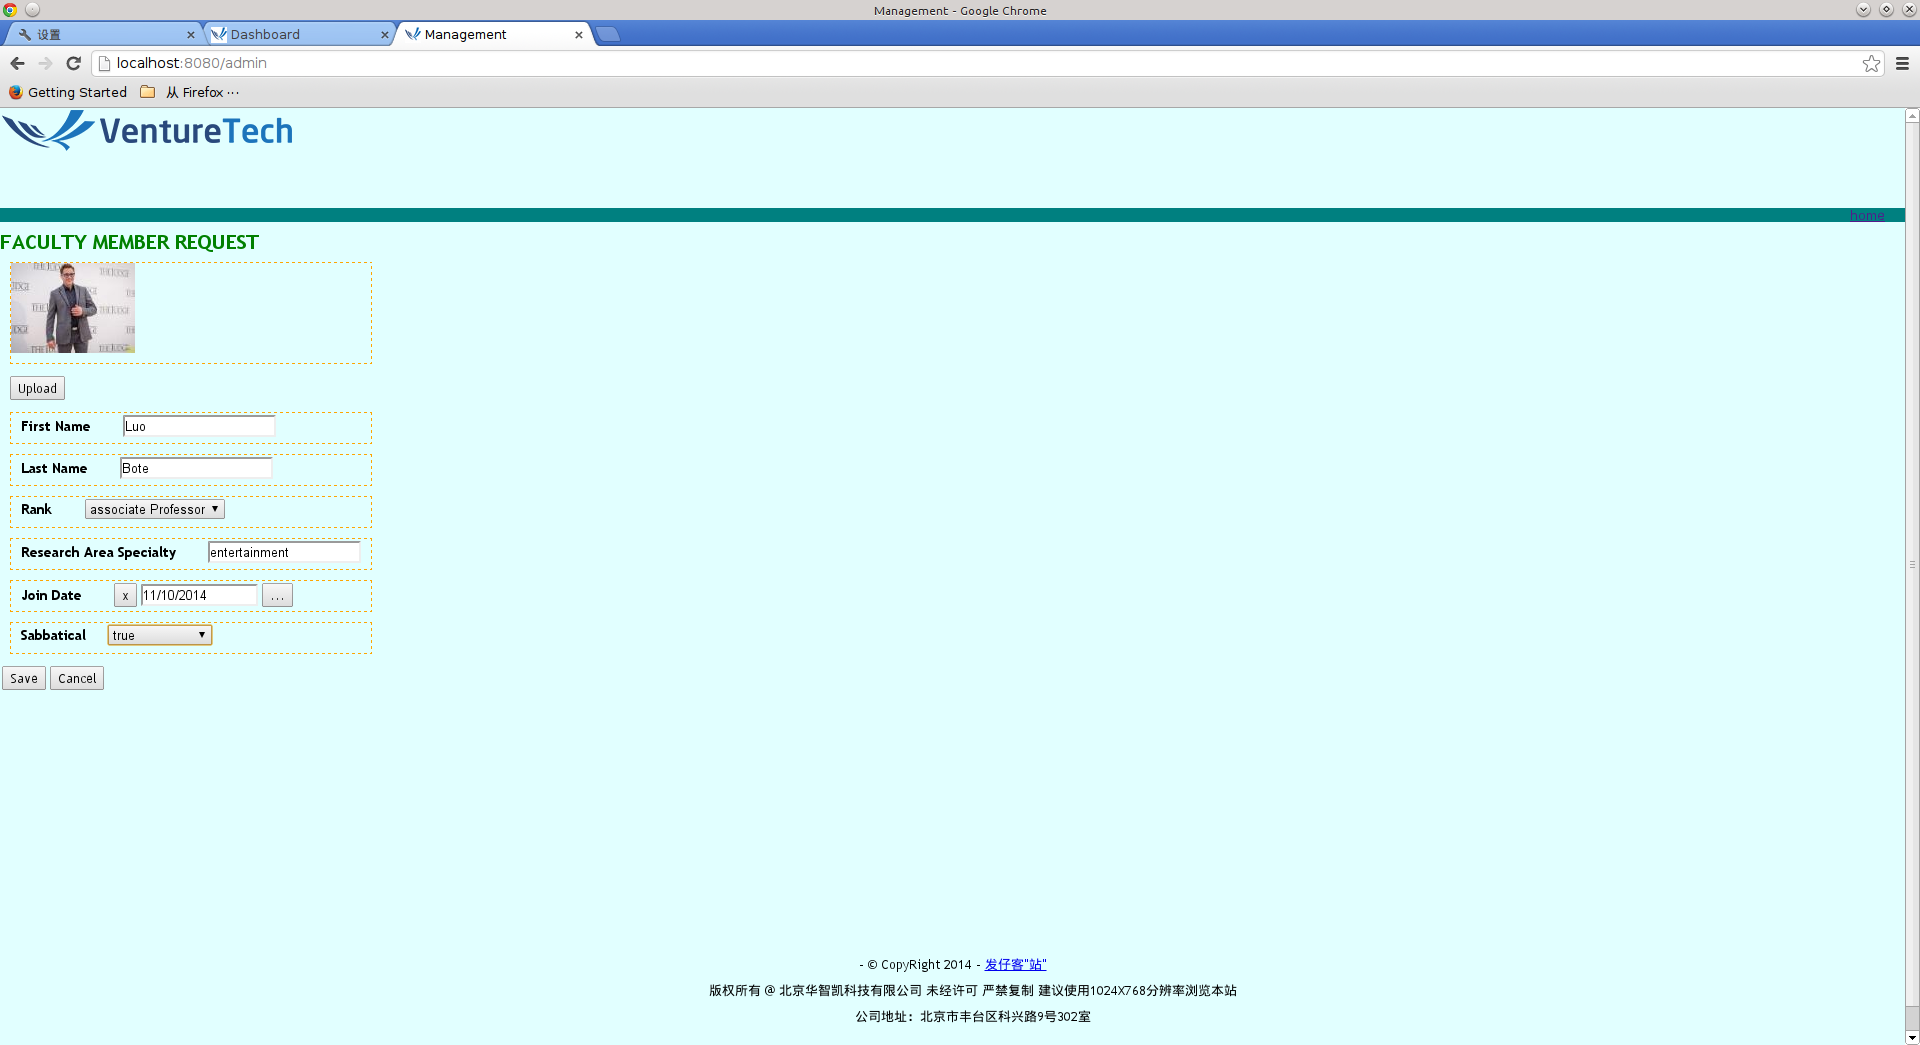 Management - Google Chrome
设置
Dashboard
Management
localhost:8080/admin
Getting Started
从 Firefox ···
VentureTech
home
FACULTY MEMBER REQUEST
THE JUDGE
Upload
First Name Luo
Last Name Bote
Rank associate Professor
Research Area Specialty entertainment
Join Date x 11/10/2014 ...
Sabbatical true
Save Cancel
- © CopyRight 2014 - 发仔客"站"
版权所有 @ 北京华智凯科技有限公司 未经许可 严禁复制 建议使用1024X768分辨率浏览本站
公司地址：北京市丰台区科兴路9号302室